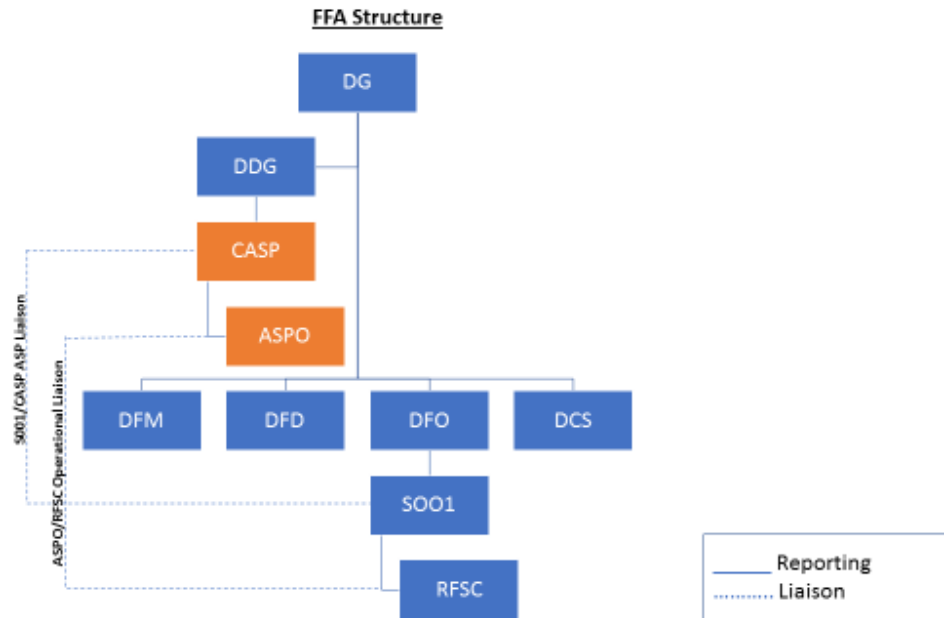 FFA Structure
DG
DDG
CASP
ASPO
DFM
DFD
DFO
DCS
SOO1
RFSC
S001/CASP ASP Liaison
ASPO/RFSC Operational Liaison
Reporting
Liaison